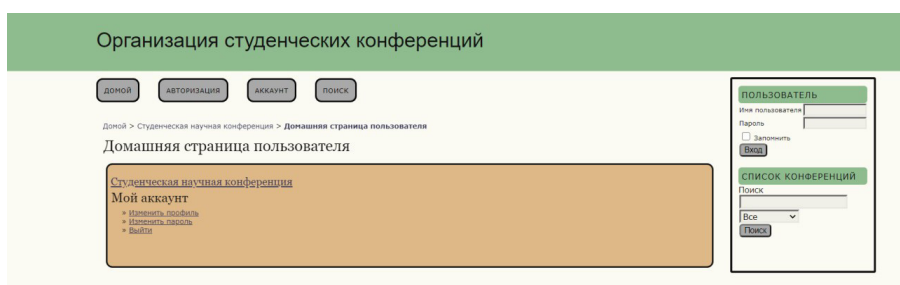 Организация студенческих конференций
ДОМОЙ АВТОРИЗАЦИЯ АККАУНТ ПОИСК
Домой > Студенческая научная конференция > Домашняя страница пользователя
Домашняя страница пользователя
Студенческая научная конференция
Мой аккаунт
» Изменить профиль
» Изменить пароль
» Выйти
ПОЛЬЗОВАТЕЛЬ
Имя пользователя
Пароль
Запомнить
Вход
СПИСОК КОНФЕРЕНЦИЙ
Поиск
Все
Поиск